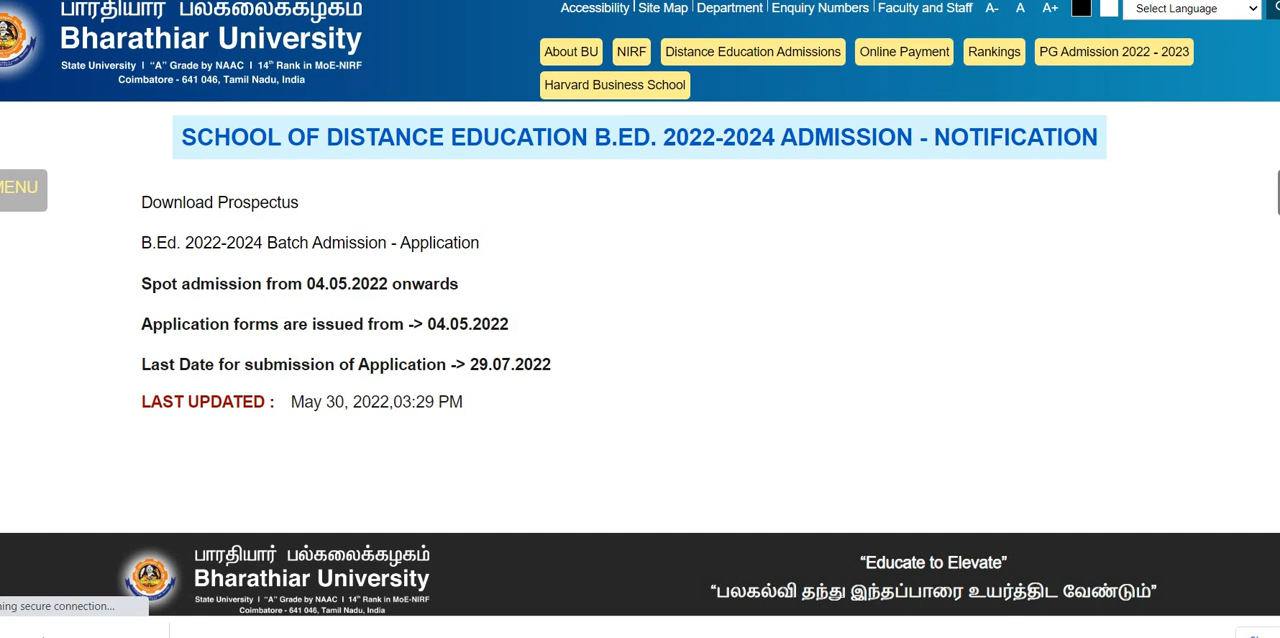 பாரதியார் பல்கலைக்கழகம்
Bharathiar University
State University I "A" Grade by NAAC I 14th Rank in MoE-NIRF
Coimbatore - 641 046, Tamil Nadu, India
Accessibility | Site Map | Department | Enquiry Numbers | Faculty and Staff A- A A+ Select Language
About BU NIRF Distance Education Admissions Online Payment Rankings PG Admission 2022 - 2023
Harvard Business School
SCHOOL OF DISTANCE EDUCATION B.ED. 2022-2024 ADMISSION - NOTIFICATION
MENU
Download Prospectus
B.Ed. 2022-2024 Batch Admission - Application
Spot admission from 04.05.2022 onwards
Application forms are issued from -> 04.05.2022
Last Date for submission of Application -> 29.07.2022
LAST UPDATED : May 30, 2022,03:29 PM
பாரதியார் பல்கலைக்கழகம்
Bharathiar University
State University I "A" Grade by NAAC I 14th Rank in MoE-NIRF
Coimbatore - 641 046, Tamil Nadu, India
“Educate to Elevate”
“பலகல்வி தந்து இந்தப்பாரை உயர்த்திட வேண்டும்”
secure connection...